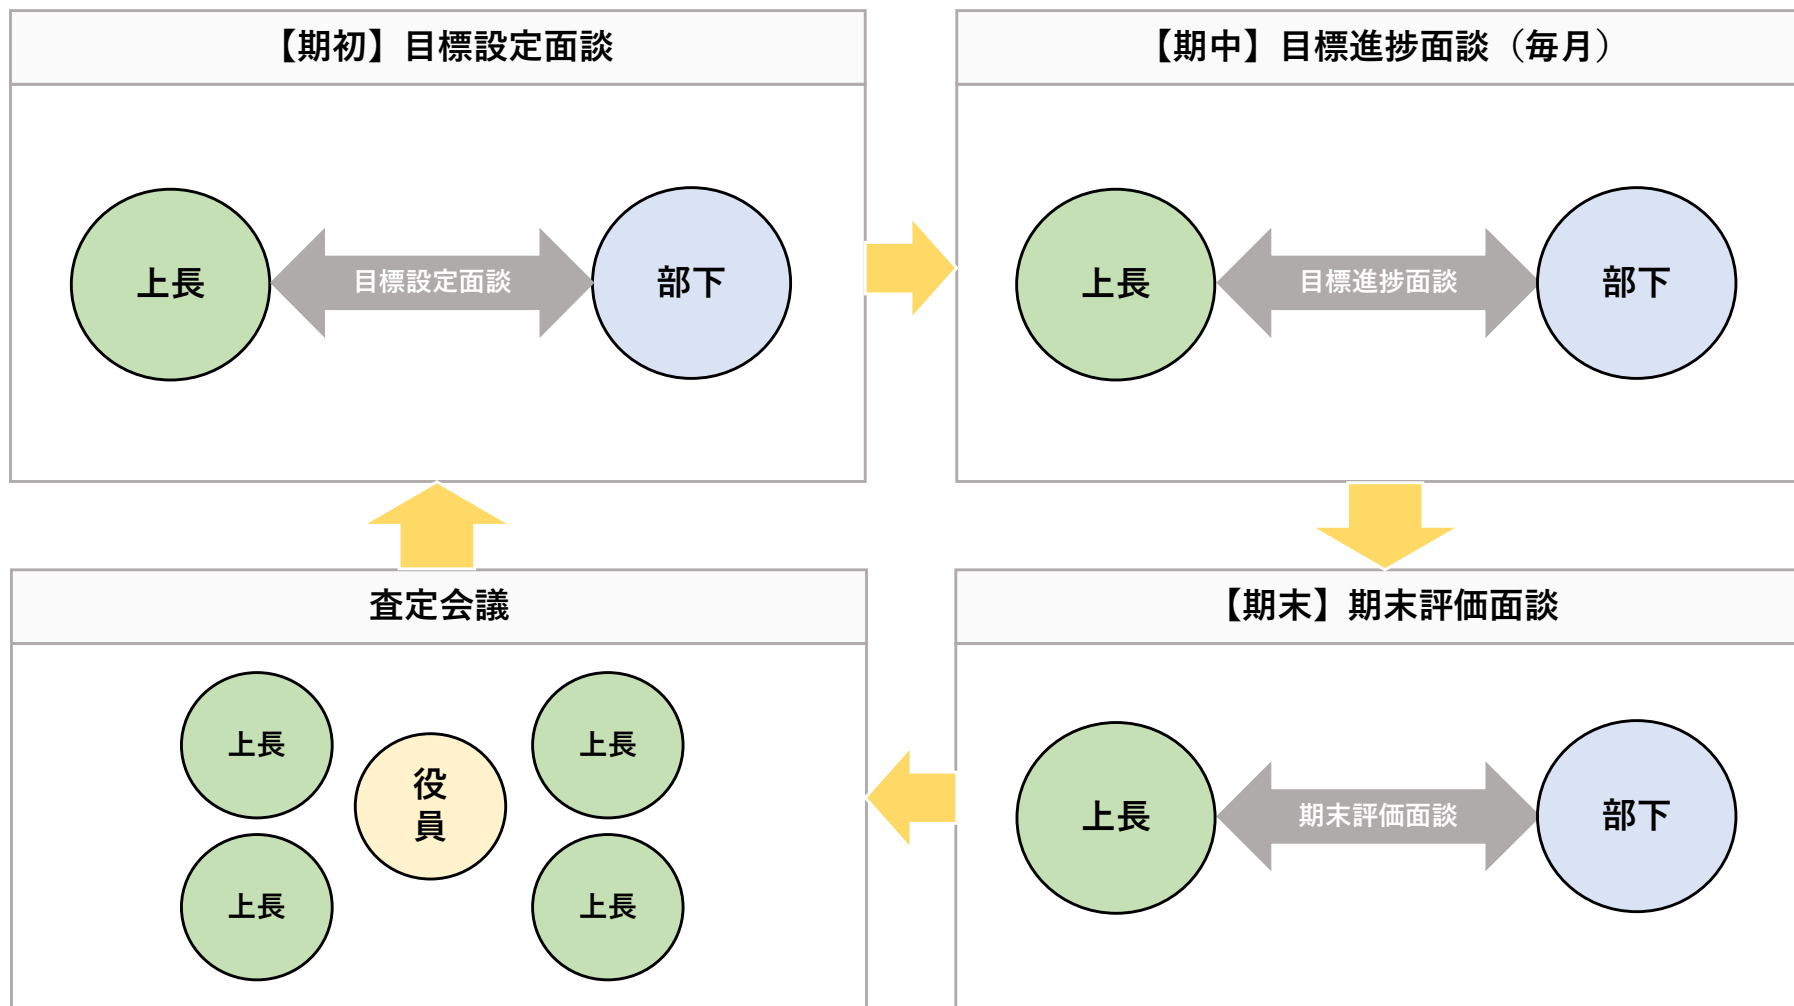 【期初】目標設定面談
上長
目標設定面談
部下
【期中】目標進捗面談（毎月）
上長
目標進捗面談
部下
査定会議
上長
上長
役
員
上長
上長
【期末】期末評価面談
上長
期末評価面談
部下